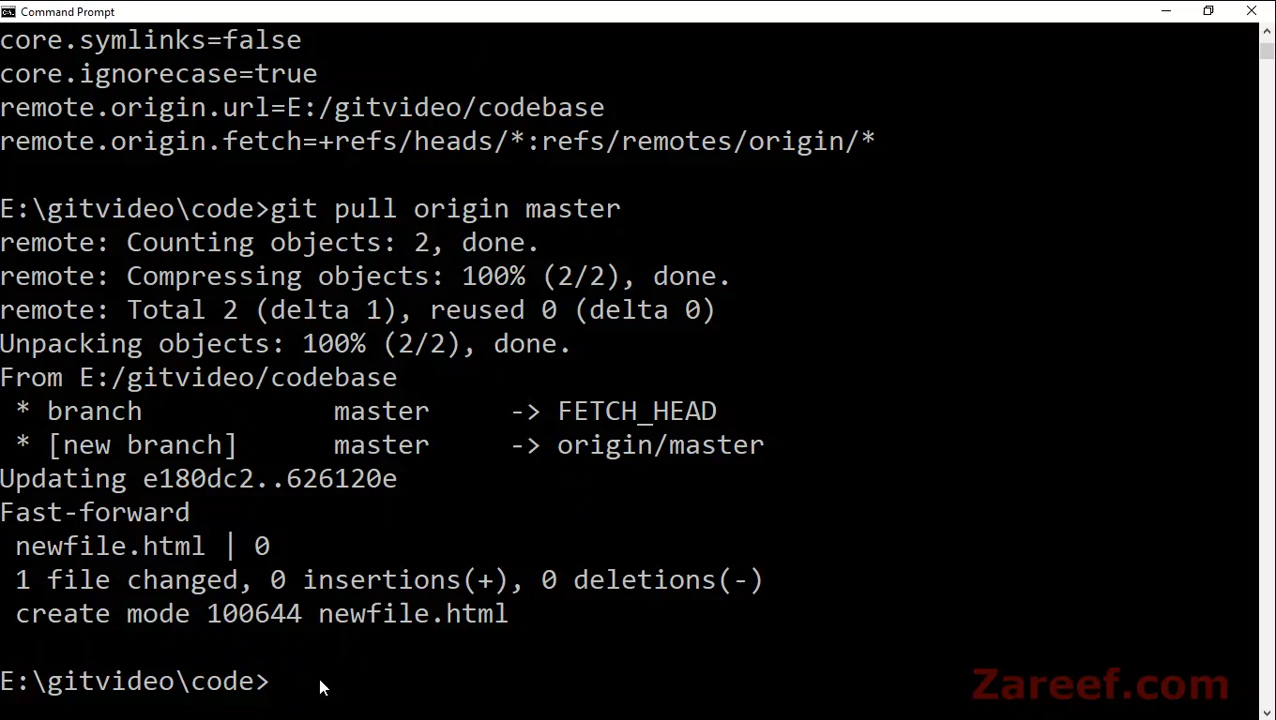 Command Prompt
core.symlinks=false
core.ignorecase=true
remote.origin.url=E:/gitvideo/codebase
remote.origin.fetch=+refs/heads/*:refs/remotes/origin/*
E:\gitvideo\code>git pull origin master
remote: Counting objects: 2, done.
remote: Compressing objects: 100% (2/2), done.
remote: Total 2 (delta 1), reused 0 (delta 0)
Unpacking objects: 100% (2/2), done.
From E:/gitvideo/codebase
 * branch            master     -> FETCH_HEAD
 * [new branch]      master     -> origin/master
Updating e180dc2..626120e
Fast-forward
 newfile.html | 0
 1 file changed, 0 insertions(+), 0 deletions(-)
 create mode 100644 newfile.html
E:\gitvideo\code>
Zareef.com